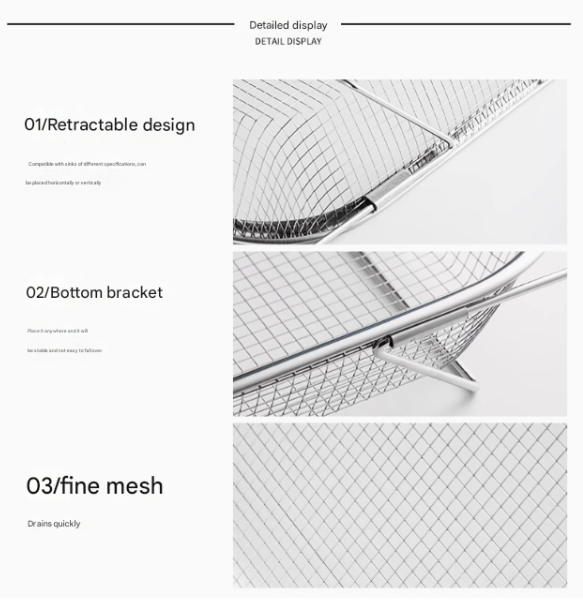 Detailed display
DETAIL DISPLAY
01/Retractable design
Compatible with sinks of different specifications, can
be placed horizontally or vertically
02/Bottom bracket
Place it anywhere and it will
be stable and not easy to fall over
03/fine mesh
Drains quickly